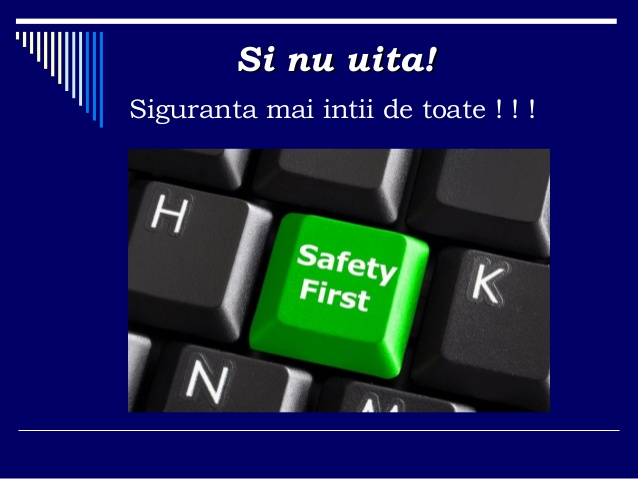 Si nu uita!
Siguranta mai intii de toate ! ! !
H
Safety
First
K
N
M